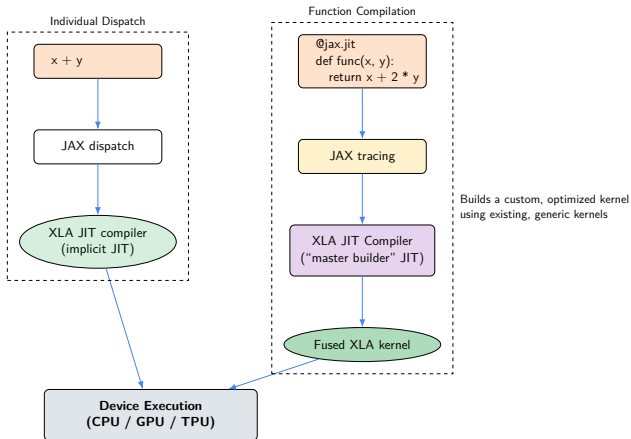 Individual Dispatch
x + y
JAX dispatch
XLA JIT compiler
(implicit JIT)
Function Compilation
@jax.jit
def func(x, y):
return x + 2 * y
JAX tracing
XLA JIT Compiler
(“master builder” JIT)
Fused XLA kernel
Builds a custom, optimized kernel
using existing, generic kernels
Device Execution
(CPU / GPU / TPU)